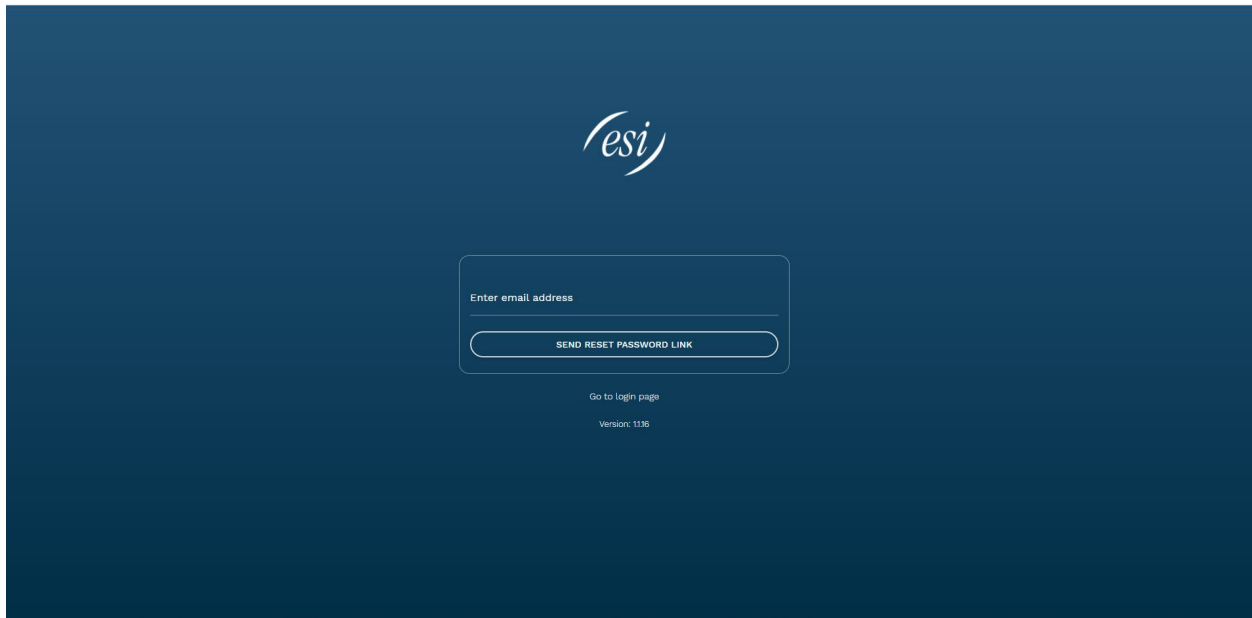 esi
Enter email address
SEND RESET PASSWORD LINK
Go to login page
Version: 1.1.16